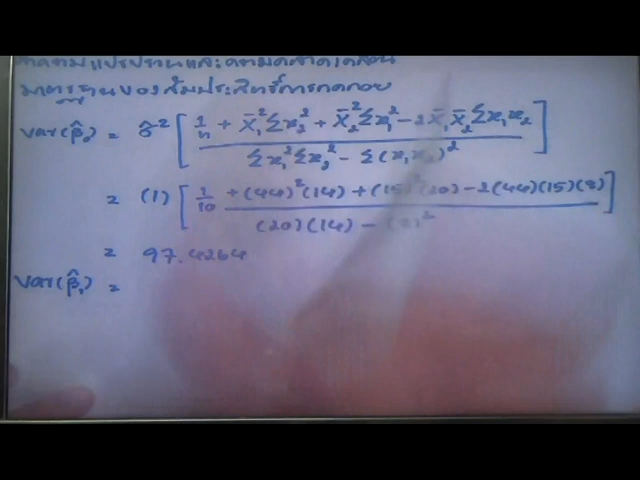 มาตรฐานของสัมประสิทธิ์การถดถอย
Var(β̂₀) = σ̂² [ 1/n + X̄₁²Σx₂² + X̄₂²Σx₁² − 2X̄₁X̄₂Σx₁x₂ / Σx₁²Σx₂² − Σ(x₁x₂)² ]
= (1) [ 1/10 + (44)²(14) + (15)²(20) − 2(44)(15)(8) / (20)(14) − (8)² ]
= 97.4264
Var(β̂₁) =